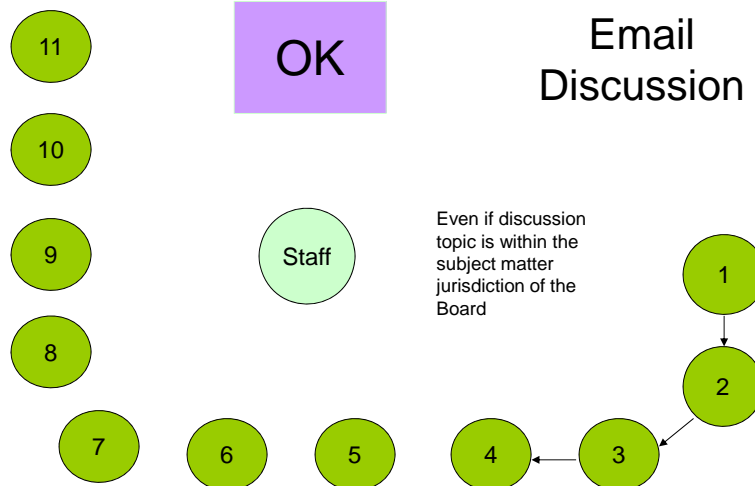 11
OK
Email
Discussion
10
Staff
Even if discussion
topic is within the
subject matter
jurisdiction of the
Board
9
1
8
2
7
6
5
4
3